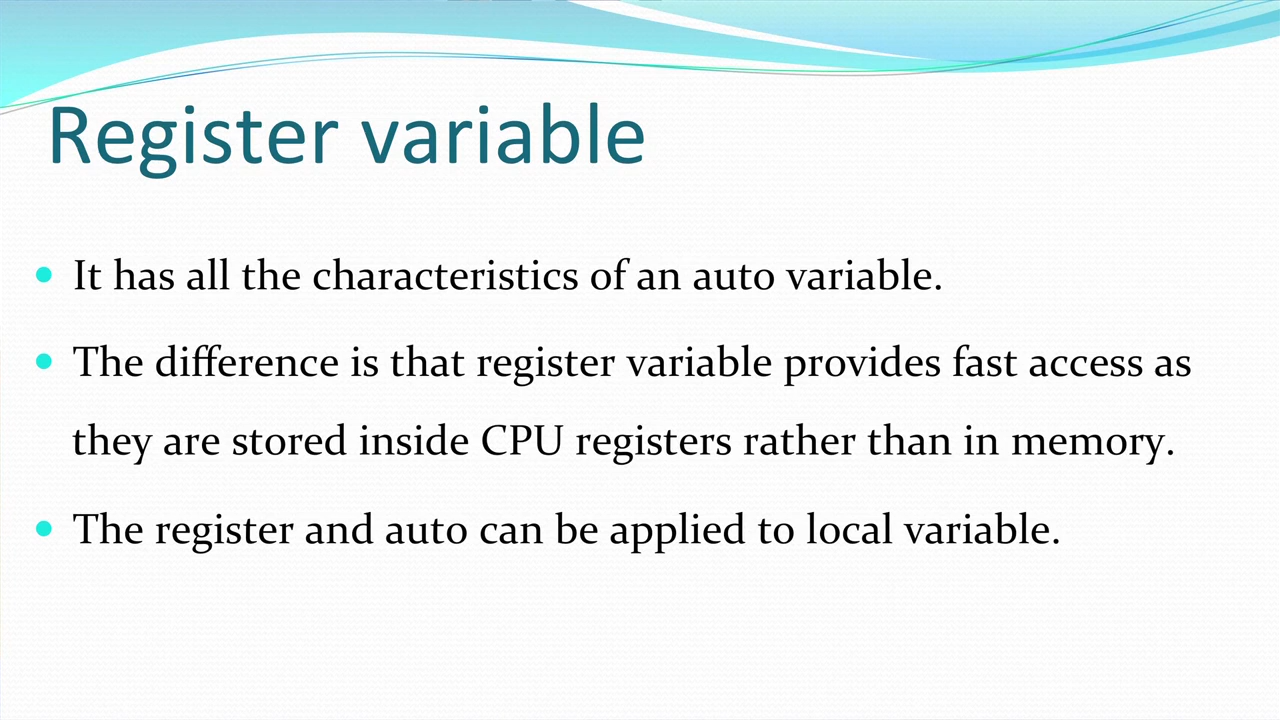 Register variable
• It has all the characteristics of an auto variable.
• The difference is that register variable provides fast access as
they are stored inside CPU registers rather than in memory.
• The register and auto can be applied to local variable.